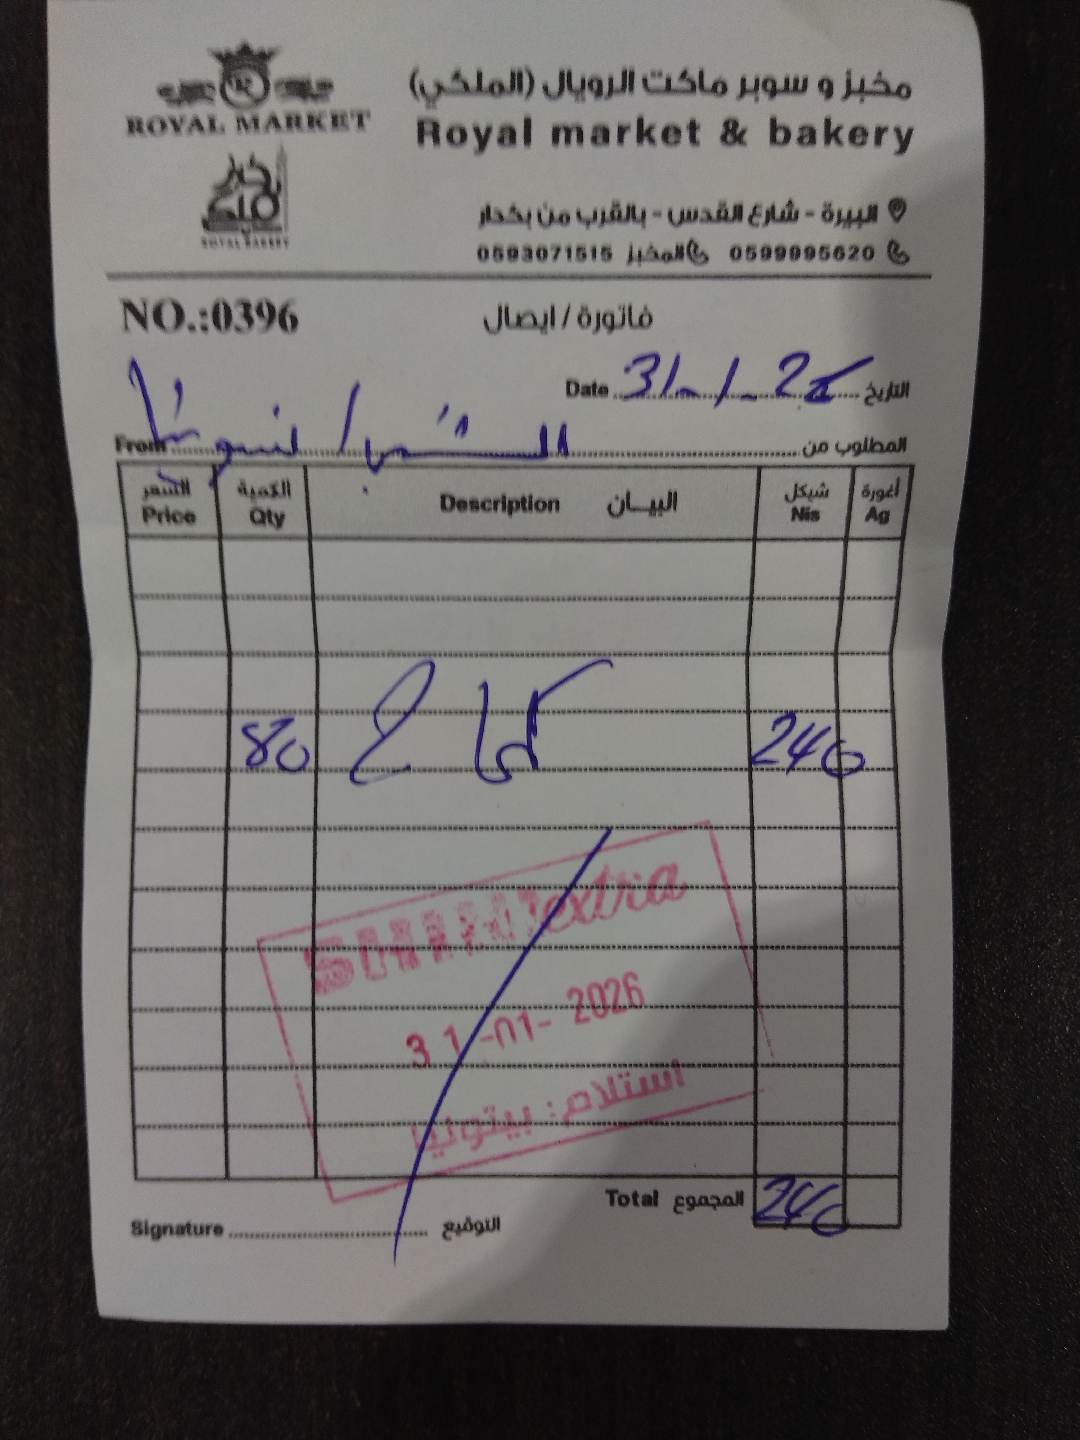 مخبز و سوبر ماكت الرويال (الملكي)
ROYAL MARKET
Royal market & bakery
ROYAL BAKERY
البيرة - شارع القدس - بالقرب من بكدار
0599995620 المخبز 0593071515
NO.:0396
فاتورة / ايصال
Date 31-1-26 التاريخ
From المطلوب من
السعر الكمية البيان شيكل أغورة
Price Qty Description Nis Ag
80 240
extra
31-01-2026
استلام: بيتونيا
Total المجموع 240
Signature التوقيع